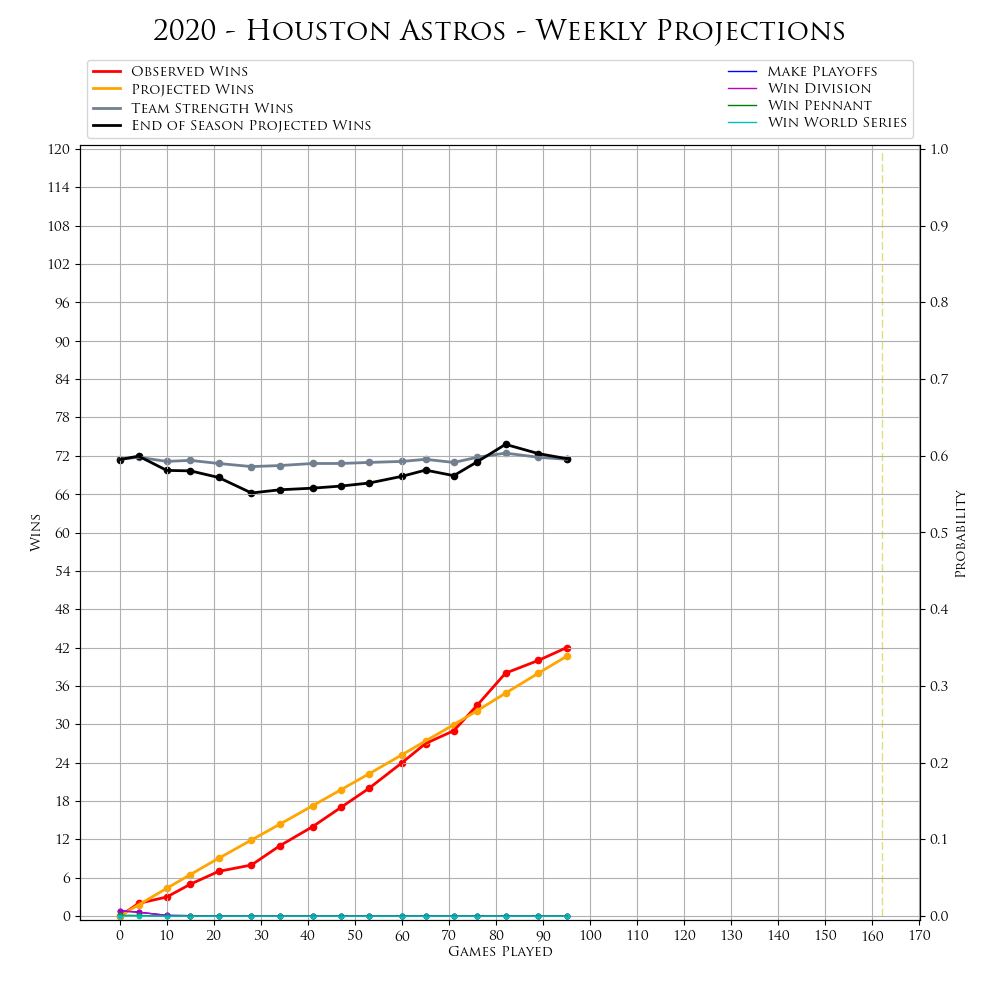 2020 - Houston Astros - Weekly Projections
Observed Wins
Projected Wins
Team Strength Wins
End of Season Projected Wins
Make Playoffs
Win Division
Win Pennant
Win World Series
120
114
108
102
96
90
84
78
72
66
60
54
48
42
36
30
24
18
12
6
0
Wins
1.0
0.9
0.8
0.7
0.6
0.5
0.4
0.3
0.2
0.1
0.0
Probability
0 10 20 30 40 50 60 70 80 90 100 110 120 130 140 150 160 170
Games Played